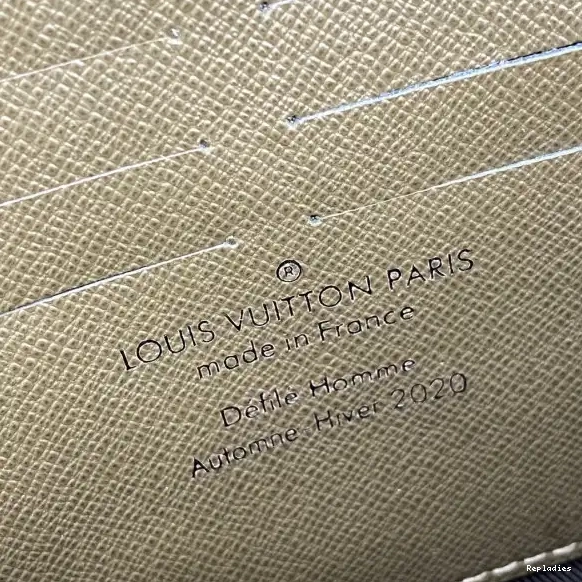 ®
LOUIS VUITTON PARIS
made in France
Défilé Homme
Automne-Hiver 2020
Repladies